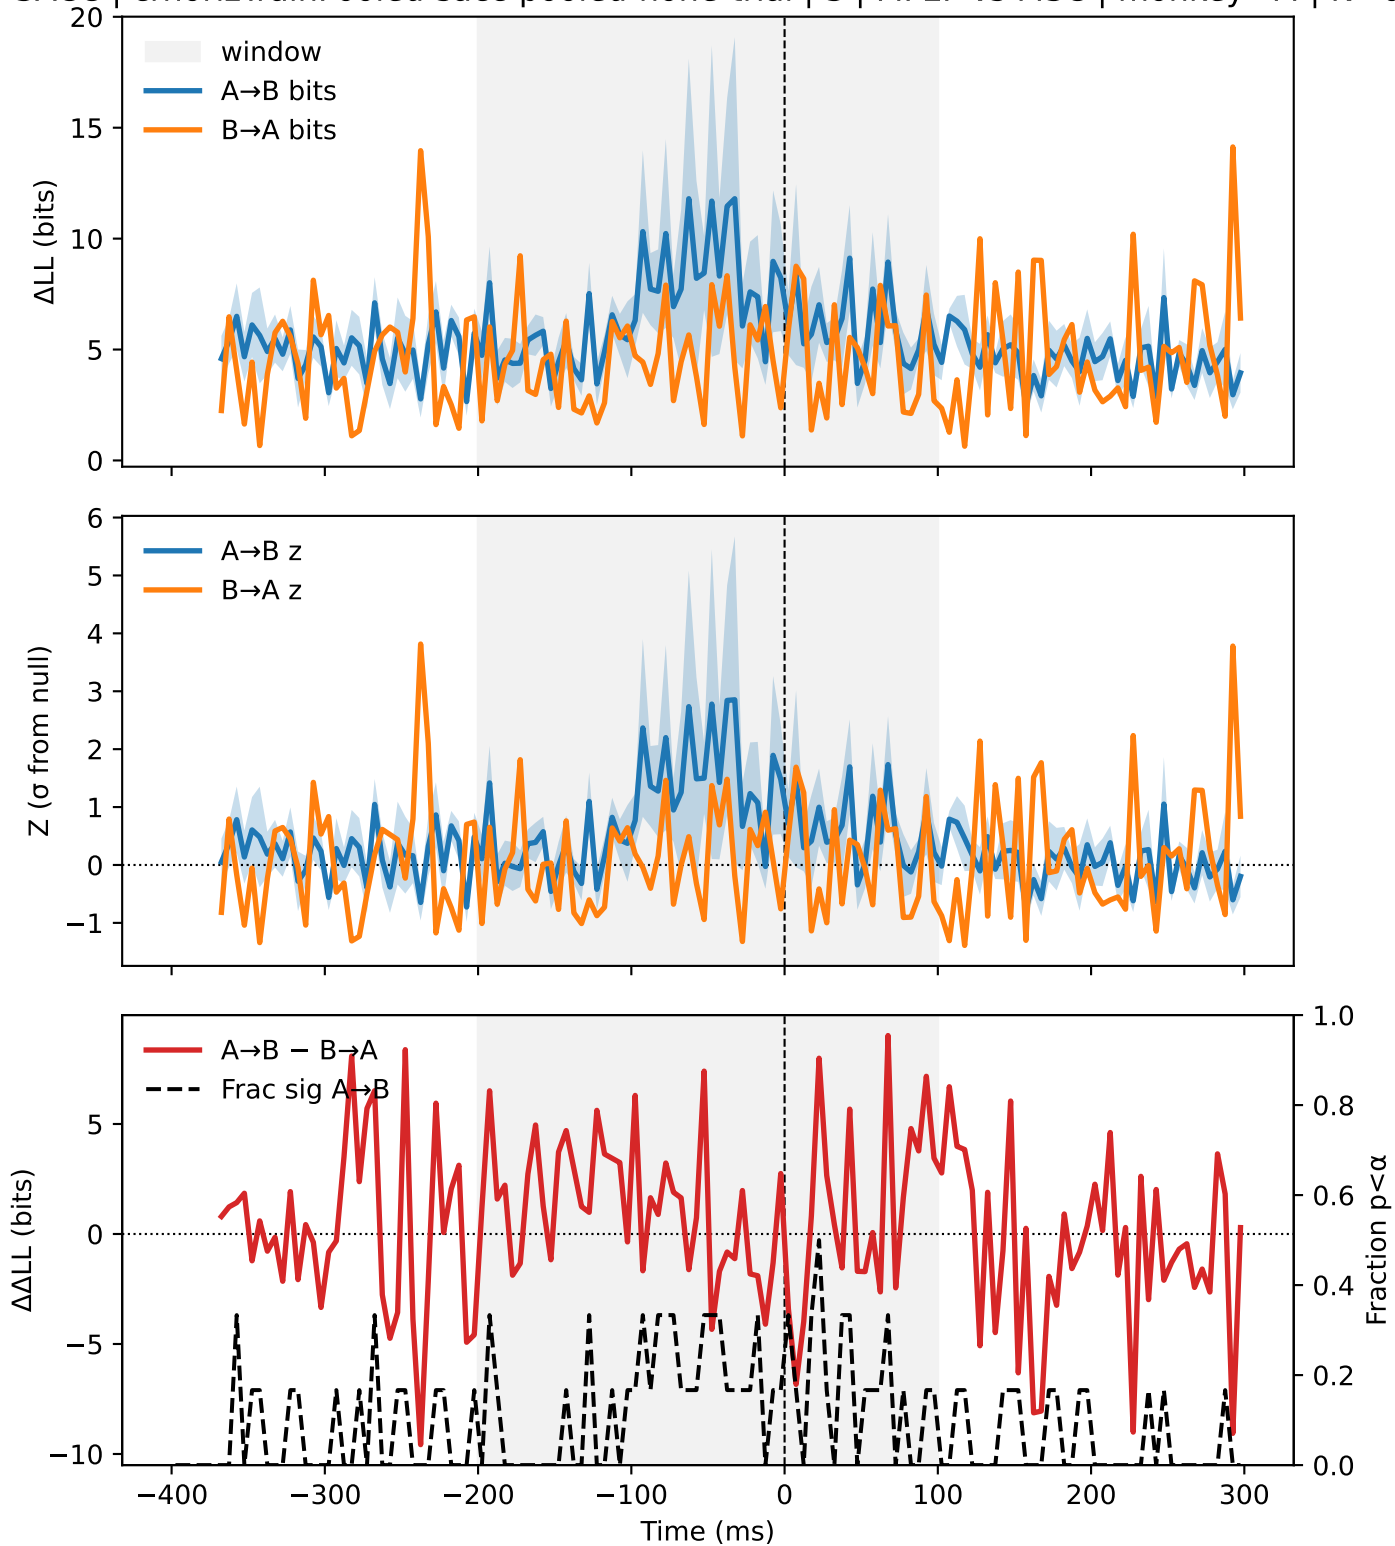 20
window
A→B bits
B→A bits
15
10
5
0
ΔLL (bits)
6
A→B z
B→A z
5
4
3
2
1
0
−1
Z (σ from null)
A→B − B→A
Frac sig A→B
5
0
−5
−10
ΔΔLL (bits)
1.0
0.8
0.6
0.4
0.2
0.0
Fraction p<α
−400 −300 −200 −100 0 100 200 300
Time (ms)